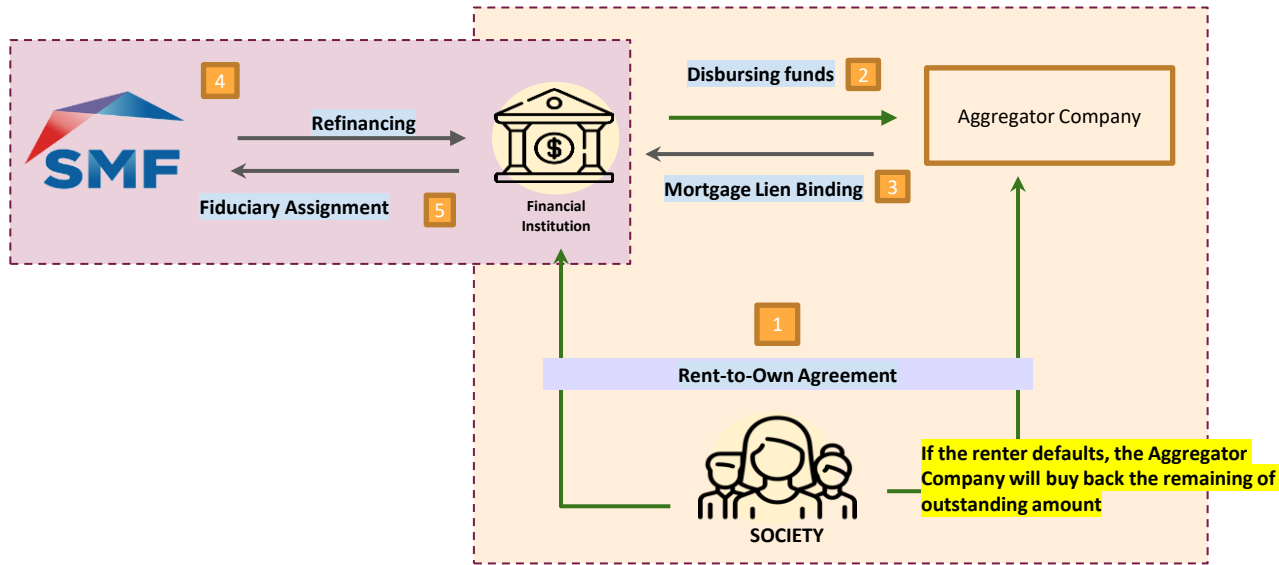 4
Refinancing
SMF
Fiduciary Assignment
5
$
Financial
Institution
Disbursing funds
2
Aggregator Company
Mortgage Lien Binding
3
1
Rent-to-Own Agreement
SOCIETY
If the renter defaults, the Aggregator
Company will buy back the remaining of
outstanding amount